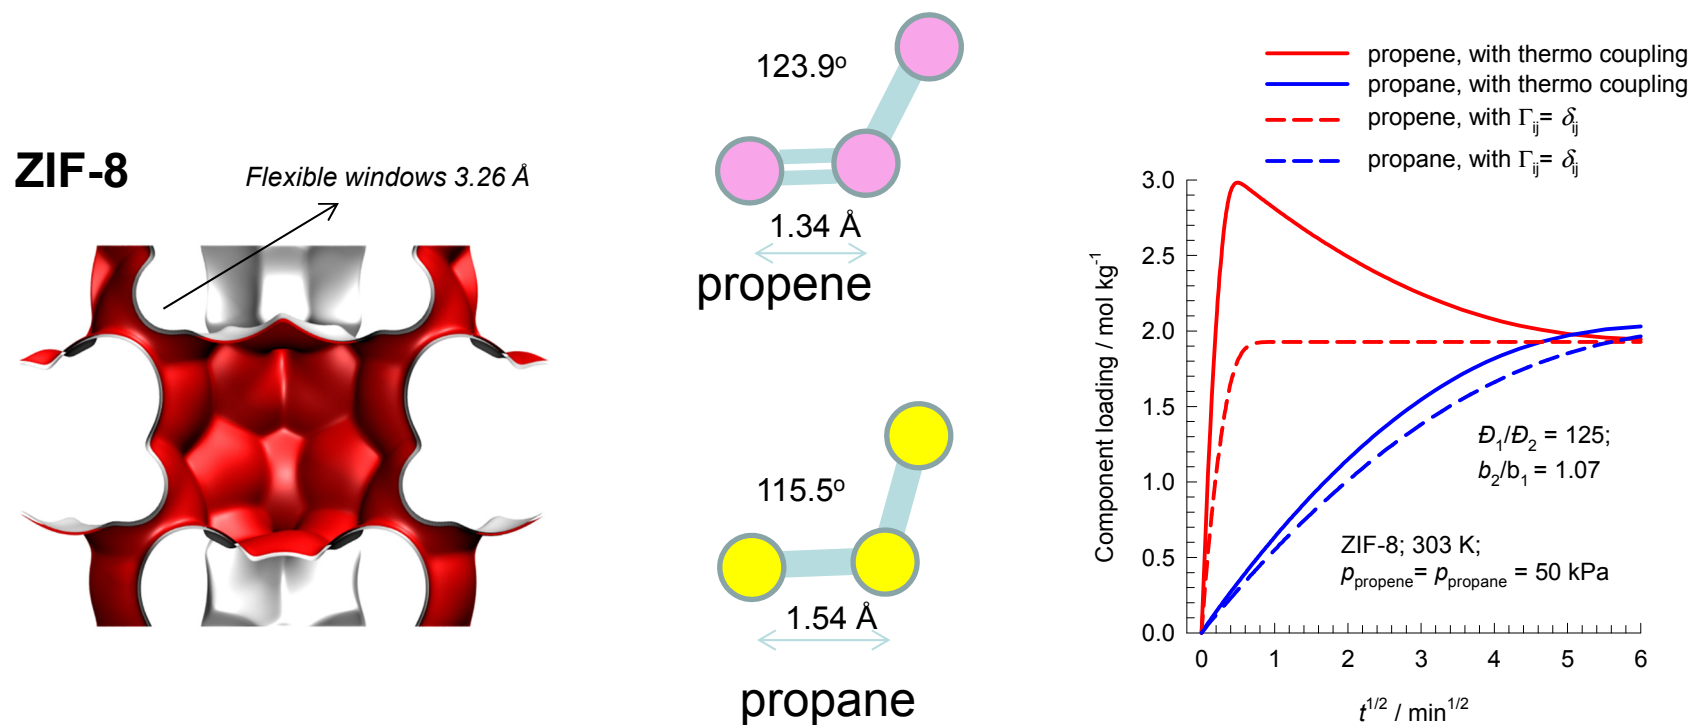 ZIF-8
Flexible windows 3.26 Å
123.9º
1.34 Å
propene
115.5º
1.54 Å
propane
propene, with thermo coupling
propane, with thermo coupling
propene, with Γij= δij
propane, with Γij= δij
Component loading / mol kg-1
3.0
2.5
2.0
1.5
1.0
0.5
0.0
Đ1/Đ2 = 125;
b2/b1 = 1.07
ZIF-8; 303 K;
ppropene= ppropane = 50 kPa
0 1 2 3 4 5 6
t1/2 / min1/2